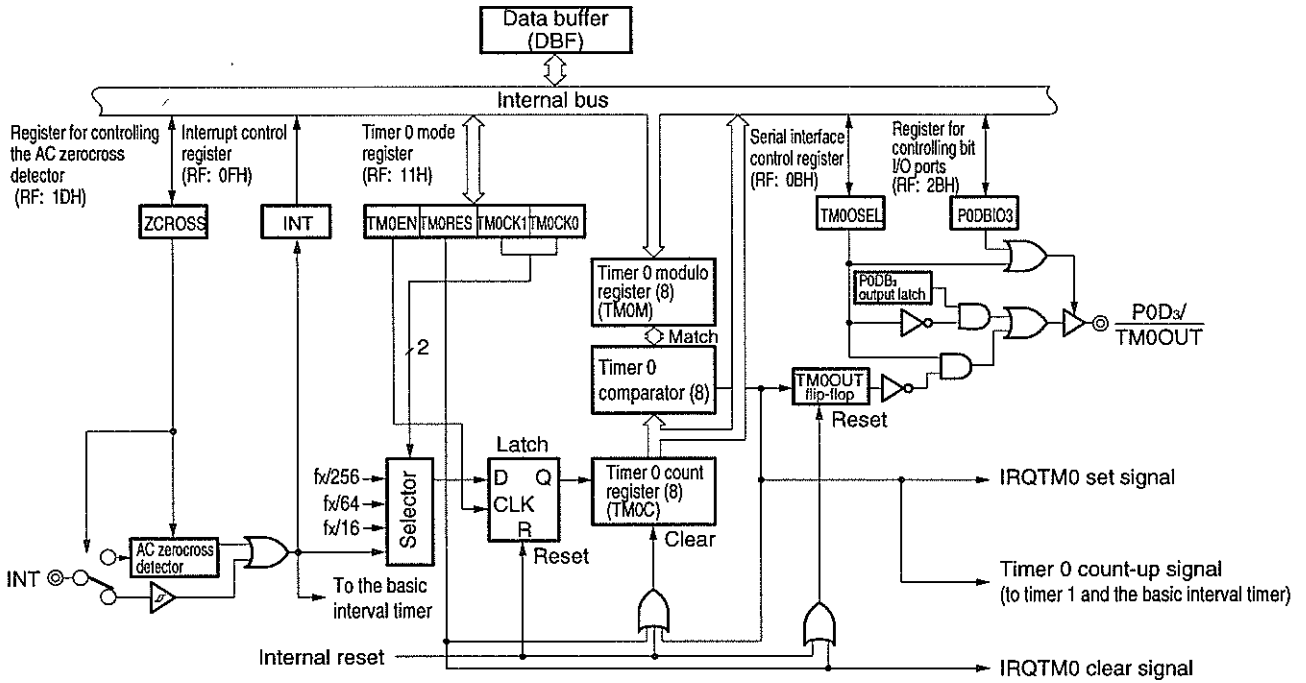 Data buffer
(DBF)
Internal bus
Register for controlling
the AC zerocross
detector
(RF: 1DH)
Interrupt control
register
(RF: 0FH)
Timer 0 mode
register
(RF: 11H)
Serial interface
control register
(RF: 0BH)
Register for
controlling bit
I/O ports
(RF: 2BH)
ZCROSS
INT
TM0EN TM0RES TM0CK1 TM0CK0
TM0OSEL
P0DBIO3
Timer 0 modulo
register (8)
(TM0M)
Match
Timer 0
comparator (8)
P0DB₃
output latch
P0D₃/
TM0OUT
2
TM0OUT
flip-flop
Reset
Latch
D Q
CLK
R
Reset
fx/256
fx/64
fx/16
Selector
Timer 0 count
register (8)
(TM0C)
Clear
IRQTM0 set signal
INT
AC zerocross
detector
To the basic
interval timer
Timer 0 count-up signal
(to timer 1 and the basic interval timer)
Internal reset
IRQTM0 clear signal